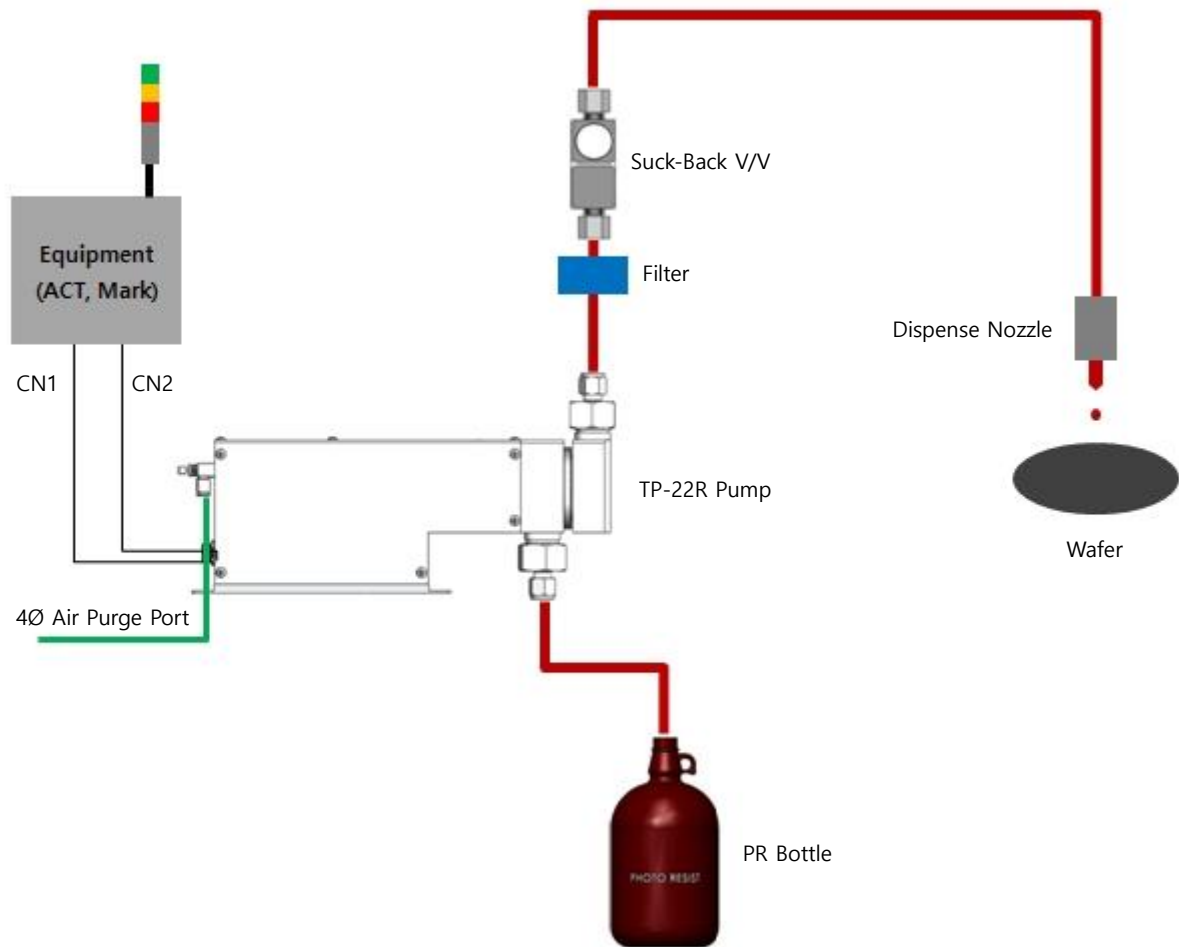 Suck-Back V/V
Equipment
(ACT, Mark)
Filter
Dispense Nozzle
CN1
CN2
TP-22R Pump
Wafer
4Ø Air Purge Port
PR Bottle
PHOTO RESIST